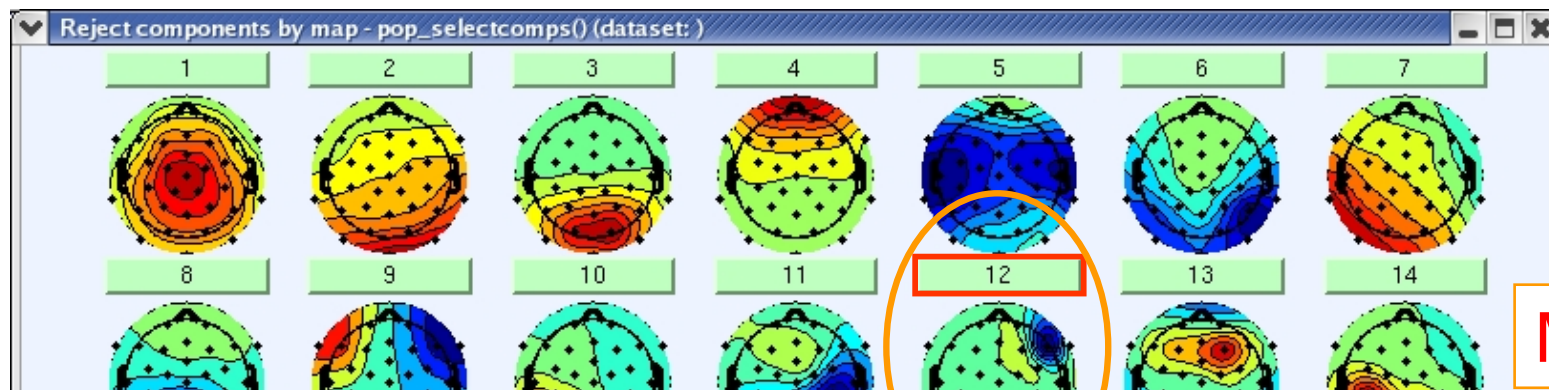 Reject components by map - pop_selectcomps() (dataset: )
1 2 3 4 5 6 7
8 9 10 11 12 13 14